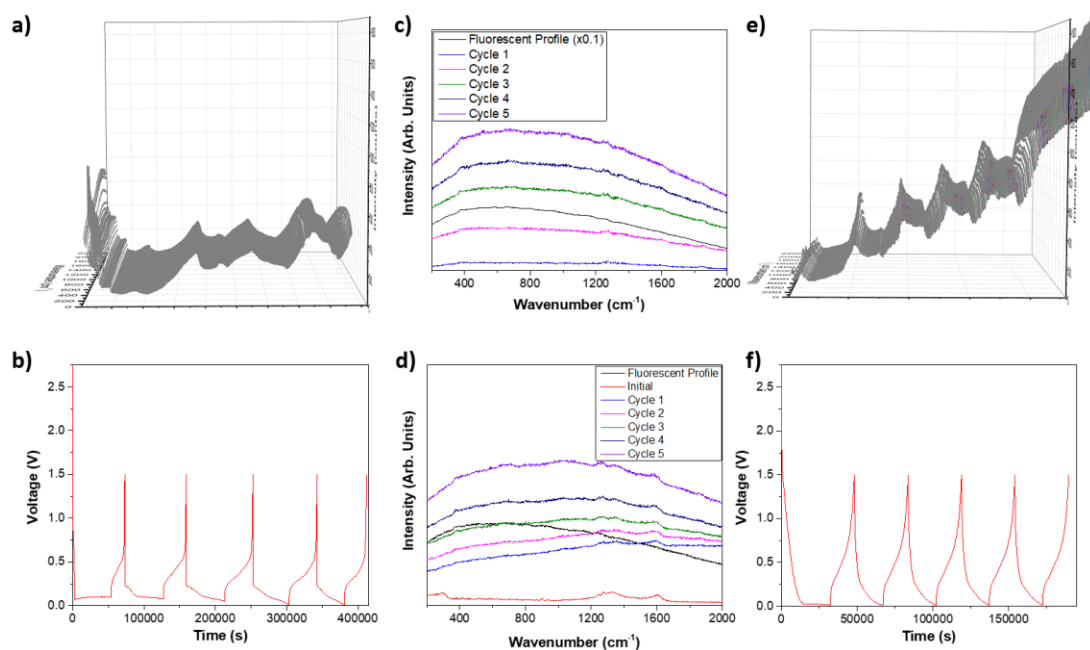 a)
c)
e)
Fluorescent Profile (x0.1)
Cycle 1
Cycle 2
Cycle 3
Cycle 4
Cycle 5
Intensity (Arb. Units)
400 800 1200 1600 2000
Wavenumber (cm⁻¹)
b)
2.5
2.0
1.5
1.0
0.5
0.0
Voltage (V)
0 100000 200000 300000 400000
Time (s)
d)
Fluorescent Profile
Initial
Cycle 1
Cycle 2
Cycle 3
Cycle 4
Cycle 5
Intensity (Arb. Units)
400 800 1200 1600 2000
Wavenumber (cm⁻¹)
f)
2.5
2.0
1.5
1.0
0.5
0.0
Voltage (V)
0 50000 100000 150000
Time (s)